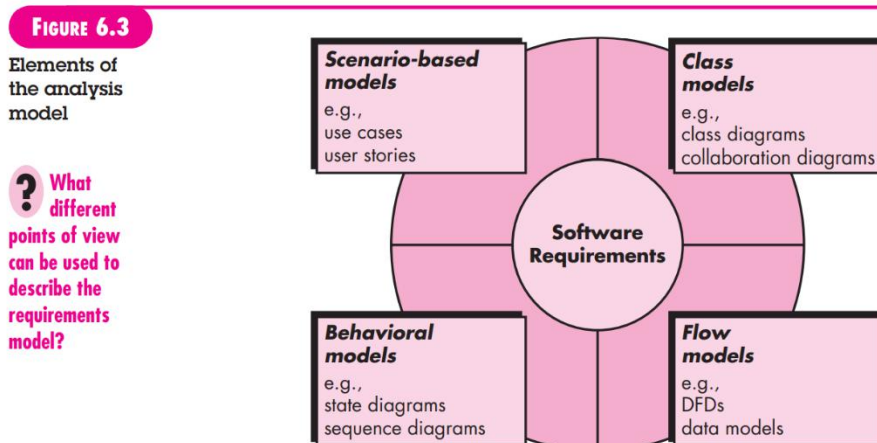 FIGURE 6.3
Elements of
the analysis
model
? What
different
points of view
can be used to
describe the
requirements
model?
Scenario-based
models
e.g.,
use cases
user stories
Class
models
e.g.,
class diagrams
collaboration diagrams
Software
Requirements
Behavioral
models
e.g.,
state diagrams
sequence diagrams
Flow
models
e.g.,
DFDs
data models